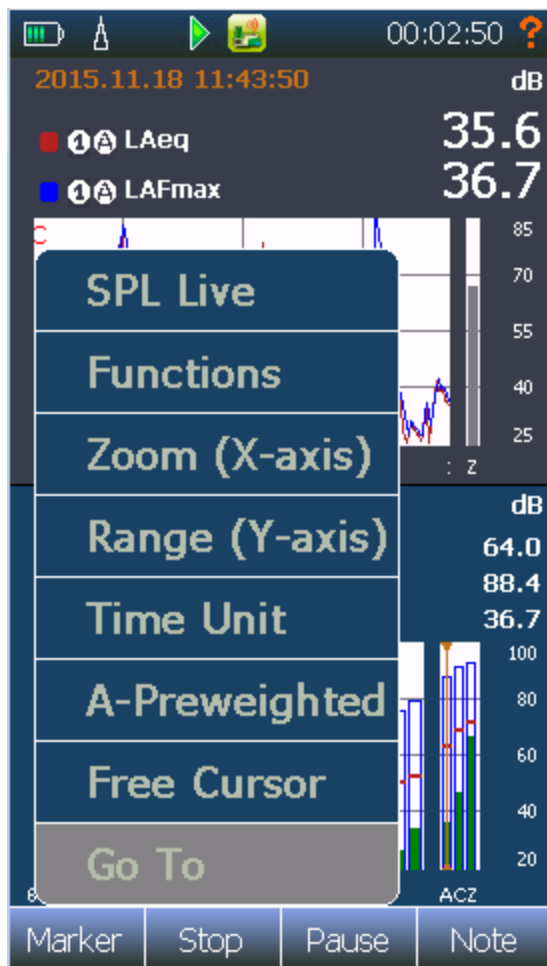 00:02:50 ?
2015.11.18 11:43:50 dB
1 A LAeq 35.6
1 A LAFmax 36.7
85
70
55
40
25
: Z
SPL Live
Functions
Zoom (X-axis)
Range (Y-axis)
Time Unit
A-Preweighted
Free Cursor
Go To
dB
64.0
88.4
36.7
100
80
60
40
20
ACZ
Marker Stop Pause Note